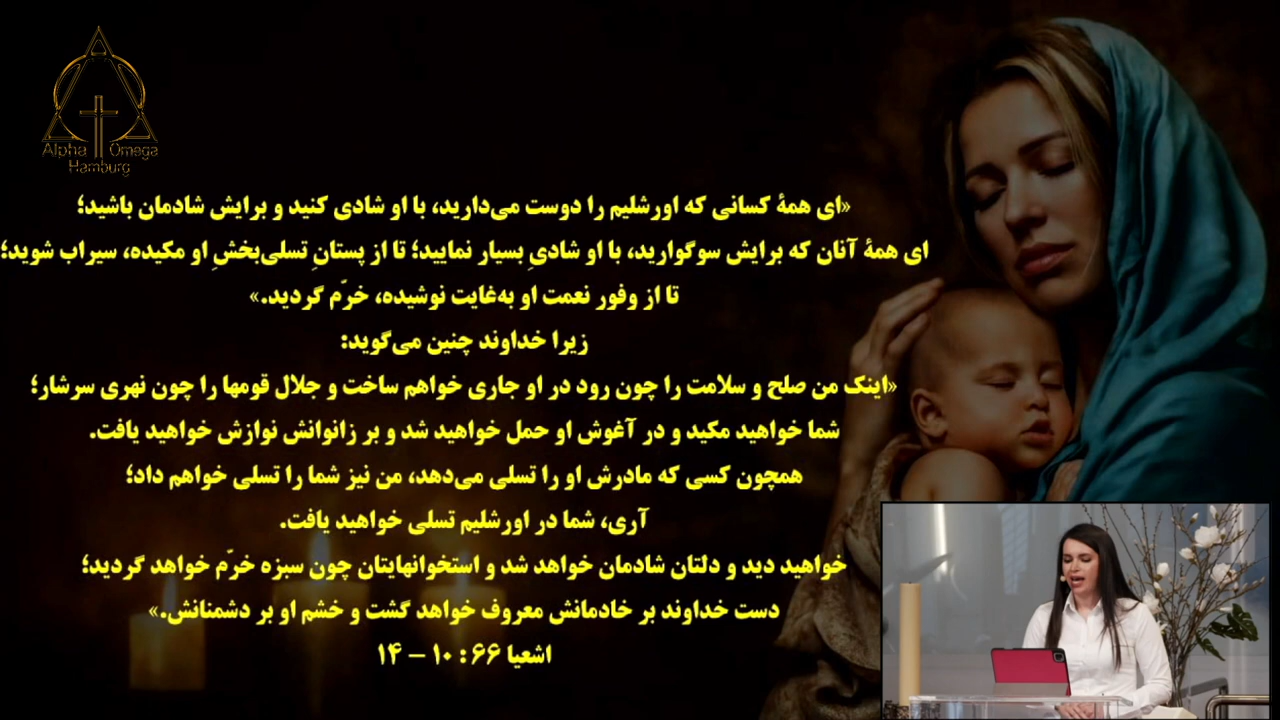 Alpha Omega
Hamburg
«ای همهٔ کسانی که اورشلیم را دوست می‌دارید، با او شادی کنید و برایش شادمان باشید؛
ای همهٔ آنان که برایش سوگوارید، با او شادیِ بسیار نمایید؛ تا از پستانِ تسلی‌بخشِ او مکیده، سیراب شوید؛
تا از وفور نعمت او به‌غایت نوشیده، خرّم گردید.»
زیرا خداوند چنین می‌گوید:
«اینک من صلح و سلامت را چون رود در او جاری خواهم ساخت و جلال قومها را چون نهری سرشار؛
شما خواهید مکید و در آغوش او حمل خواهید شد و بر زانوانش نوازش خواهید یافت.
همچون کسی که مادرش او را تسلی می‌دهد، من نیز شما را تسلی خواهم داد؛
آری، شما در اورشلیم تسلی خواهید یافت.
خواهید دید و دلتان شادمان خواهد شد و استخوانهایتان چون سبزه خرّم خواهد گردید؛
دست خداوند بر خادمانش معروف خواهد گشت و خشم او بر دشمنانش.»
اشعیا ۶۶ : ۱۰ – ۱۴